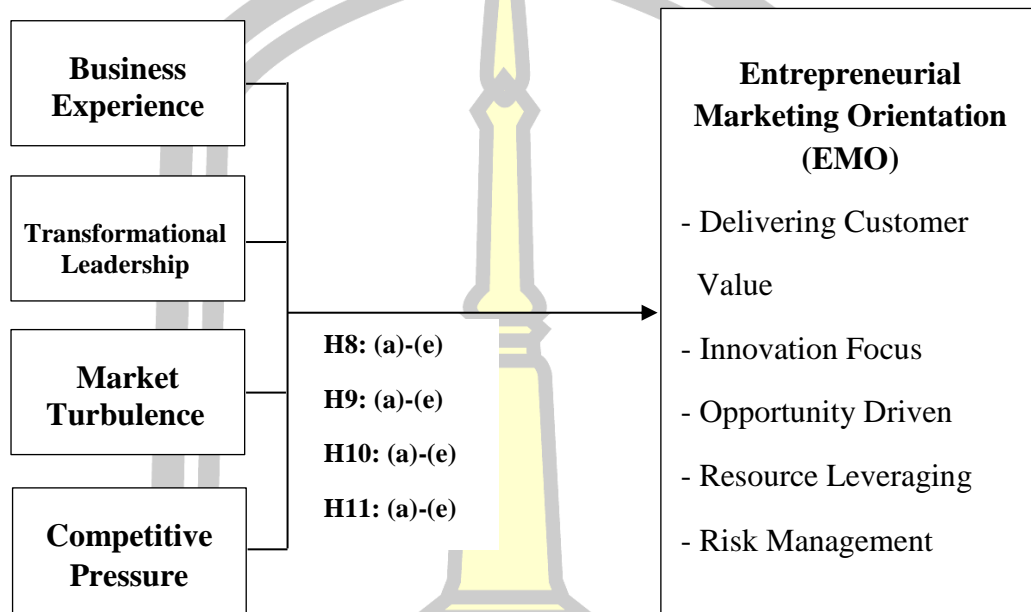 Business
Experience
Transformational
Leadership
Market
Turbulence
Competitive
Pressure
H8: (a)-(e)
H9: (a)-(e)
H10: (a)-(e)
H11: (a)-(e)
Entrepreneurial
Marketing Orientation
(EMO)
- Delivering Customer
Value
- Innovation Focus
- Opportunity Driven
- Resource Leveraging
- Risk Management